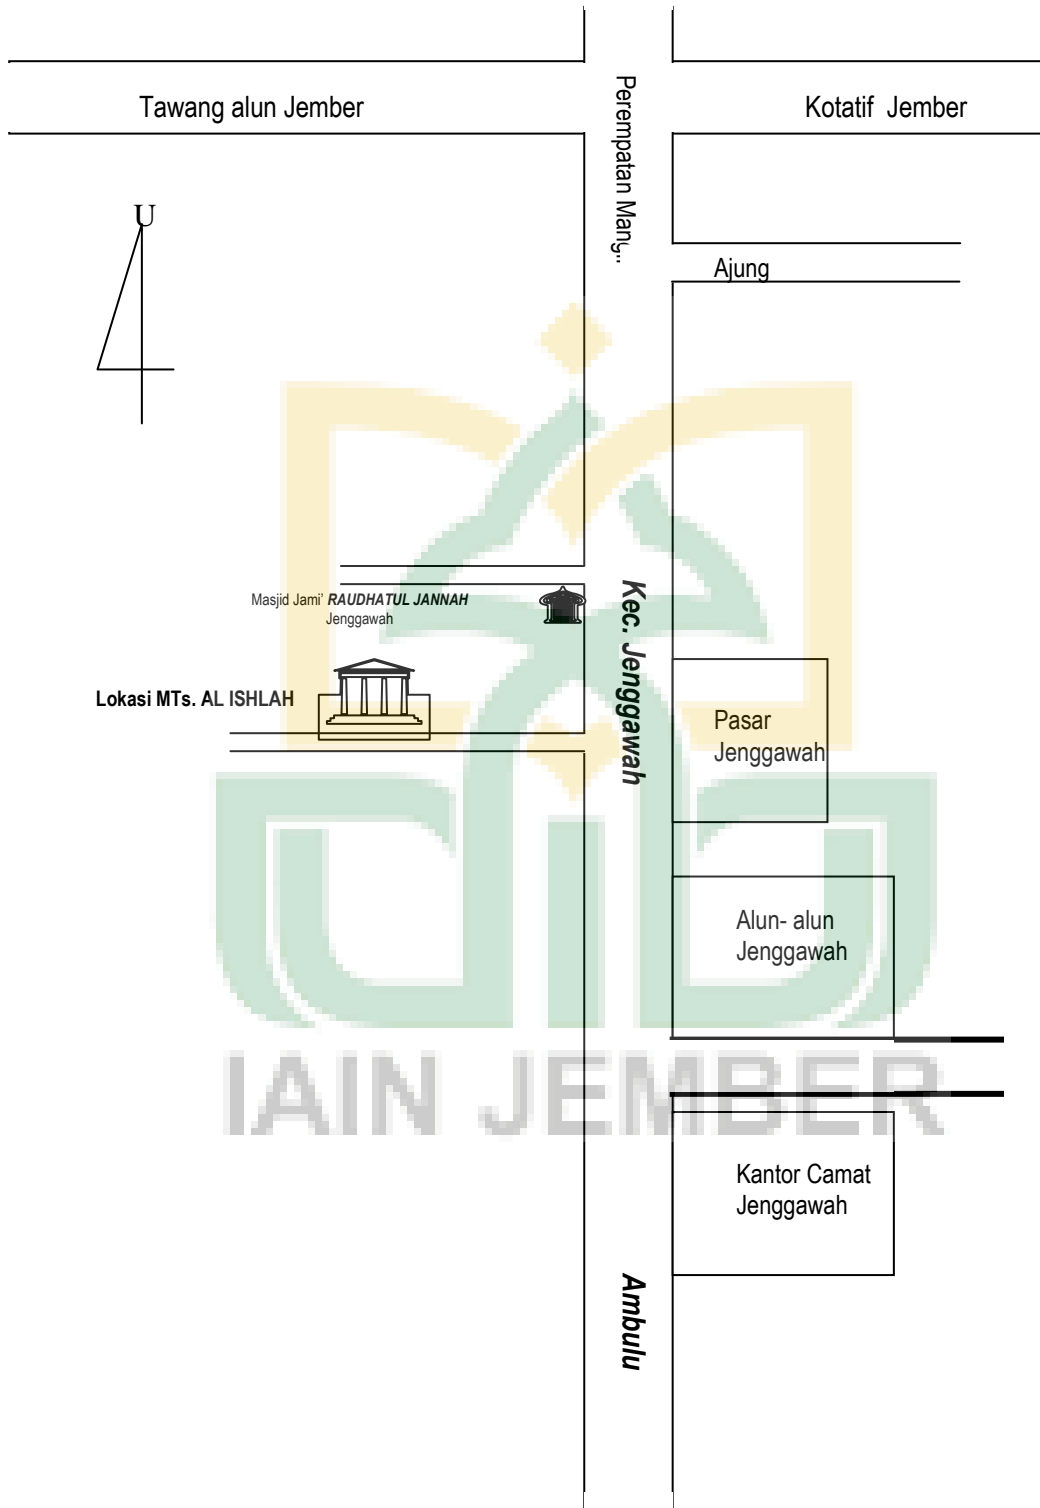 Tawang alun Jember
Perempatan
Kotatif Jember
U
Ajung
Masjid Jami’ RAUDHATUL JANNAH
Jenggawah
Kec. Jenggawah
Lokasi MTs. AL ISHLAH
Pasar
Jenggawah
Alun- alun
Jenggawah
IAIN JEMBER
Kantor Camat
Jenggawah
Ambulu